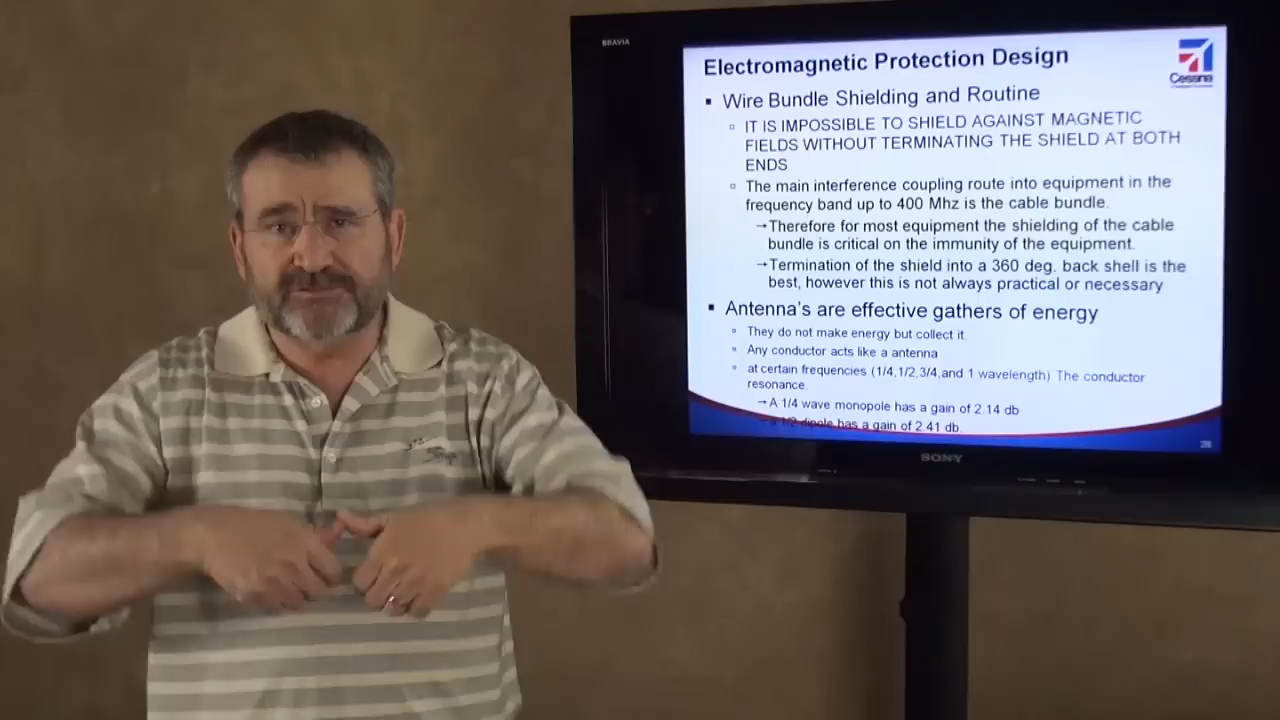 BRAVIA
Electromagnetic Protection Design
Cessna
Wire Bundle Shielding and Routine
IT IS IMPOSSIBLE TO SHIELD AGAINST MAGNETIC
FIELDS WITHOUT TERMINATING THE SHIELD AT BOTH
ENDS
The main interference coupling route into equipment in the
frequency band up to 400 Mhz is the cable bundle.
→Therefore for most equipment the shielding of the cable
bundle is critical on the immunity of the equipment.
→Termination of the shield into a 360 deg. back shell is the
best, however this is not always practical or necessary
Antenna's are effective gathers of energy
They do not make energy but collect it.
Any conductor acts like a antenna
at certain frequencies (1/4,1/2,3/4,and 1 wavelength) The conductor
resonance.
→A 1/4 wave monopole has a gain of 2.14 db
a 1/2 dipole has a gain of 2.41 db.
28
SONY